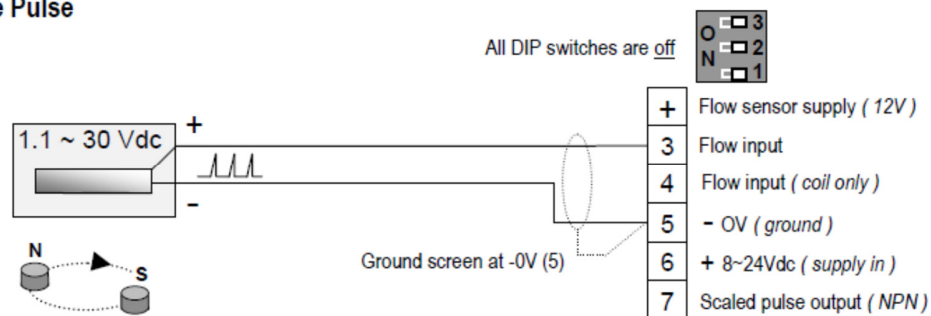 e Pulse
All DIP switches are off
O N
3
2
1
+ Flow sensor supply ( 12V )
1.1 ~ 30 Vdc
+
-
3 Flow input
4 Flow input ( coil only )
5 - OV ( ground )
Ground screen at -0V (5)
6 + 8~24Vdc ( supply in )
7 Scaled pulse output ( NPN )
N
S